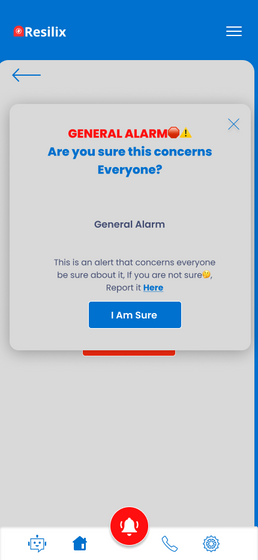 Resilix
GENERAL ALARM🛑⚠️
Are you sure this concerns
Everyone?
General Alarm
This is an alert that concerns everyone
be sure about it, If you are not sure🤔,
Report it Here
I Am Sure